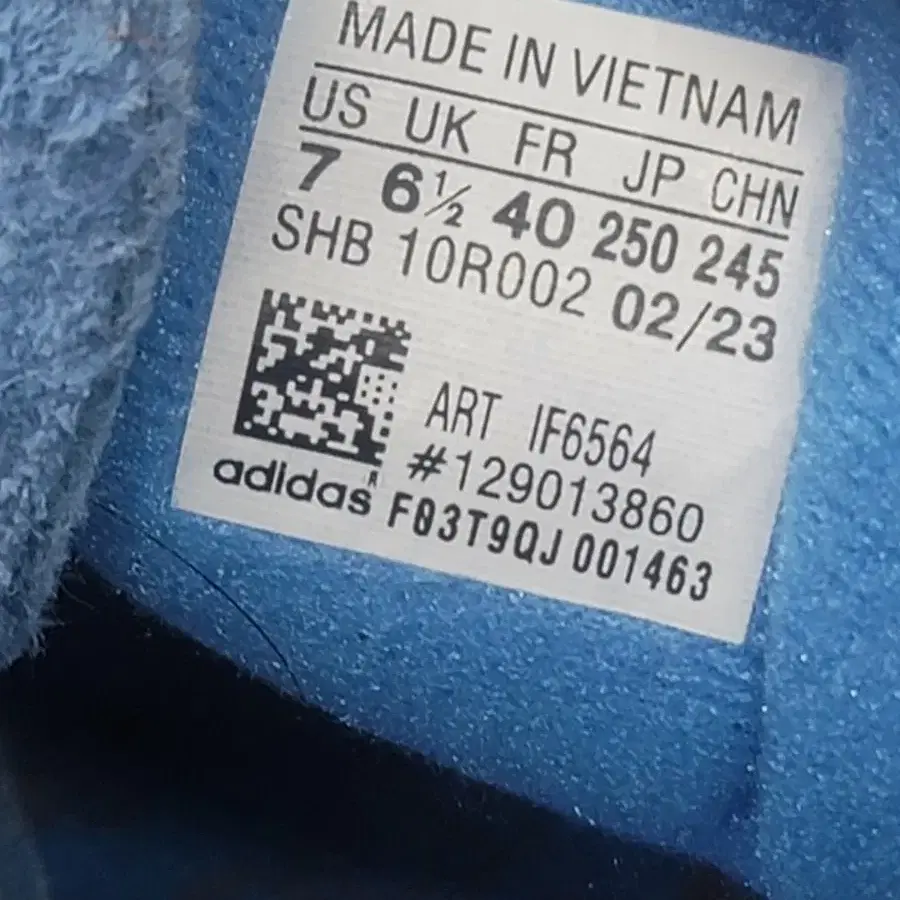 MADE IN VIETNAM
US UK FR JP CHN
7 6½ 40 250 245
SHB 10R002 02/23
ART IF6564
#129013860
adidas F03T9QJ 001463